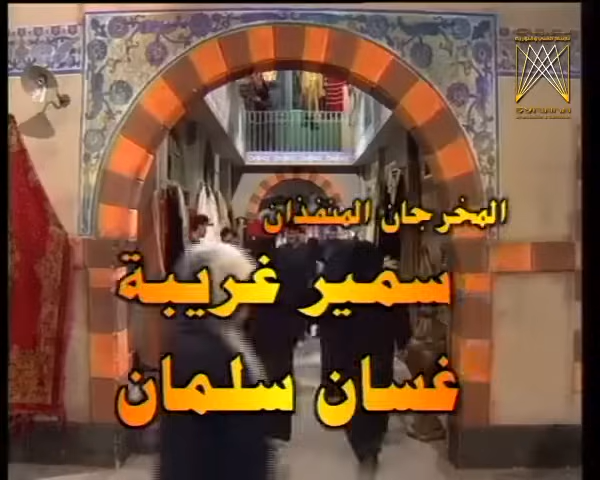 المخرجان المنفذان
سمير غريبة
غسان سلمان